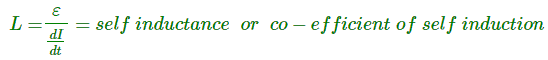 L = ε / (dI/dt) = self inductance or co − efficient of self induction